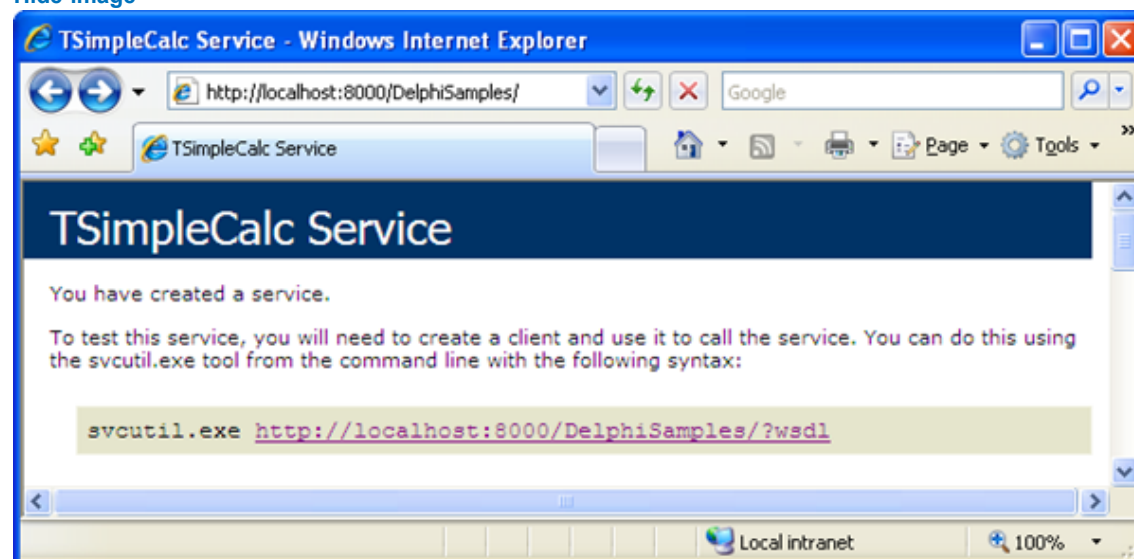 Hide image
TSimpleCalc Service - Windows Internet Explorer
http://localhost:8000/DelphiSamples/
Google
TSimpleCalc Service
Page
Tools
»
TSimpleCalc Service
You have created a service.
To test this service, you will need to create a client and use it to call the service. You can do this using
the svcutil.exe tool from the command line with the following syntax:
svcutil.exe http://localhost:8000/DelphiSamples/?wsdl
Local intranet
100%